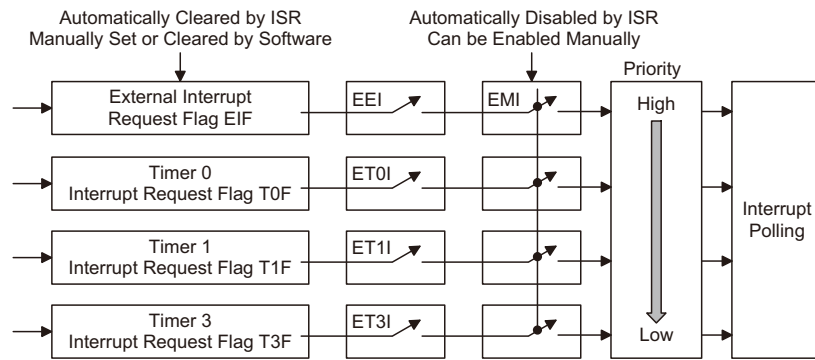 Automatically Cleared by ISR
Manually Set or Cleared by Software
Automatically Disabled by ISR
Can be Enabled Manually
Priority
External Interrupt
Request Flag EIF
EEI
EMI
High
Timer 0
Interrupt Request Flag T0F
ET0I
Timer 1
Interrupt Request Flag T1F
ET1I
Timer 3
Interrupt Request Flag T3F
ET3I
Low
Interrupt
Polling